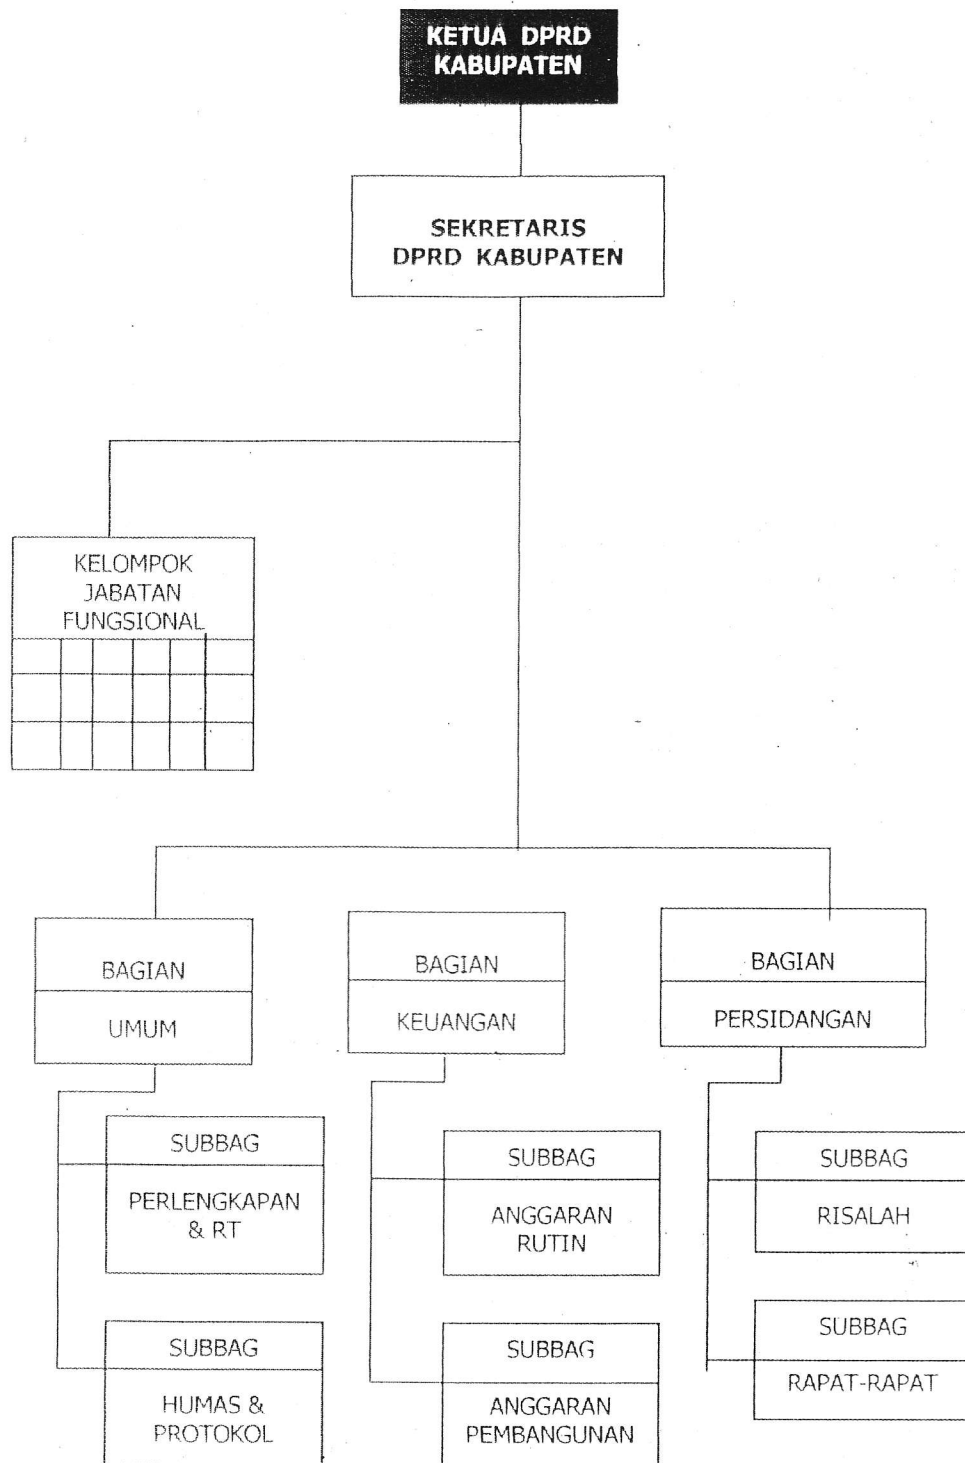 KETUA DPRD
KABUPATEN
SEKRETARIS
DPRD KABUPATEN
KELOMPOK
JABATAN
FUNGSIONAL
BAGIAN
UMUM
BAGIAN
KEUANGAN
BAGIAN
PERSIDANGAN
SUBBAG
PERLENGKAPAN
& RT
SUBBAG
HUMAS &
PROTOKOL
SUBBAG
ANGGARAN
RUTIN
SUBBAG
ANGGARAN
PEMBANGUNAN
SUBBAG
RISALAH
SUBBAG
RAPAT-RAPAT